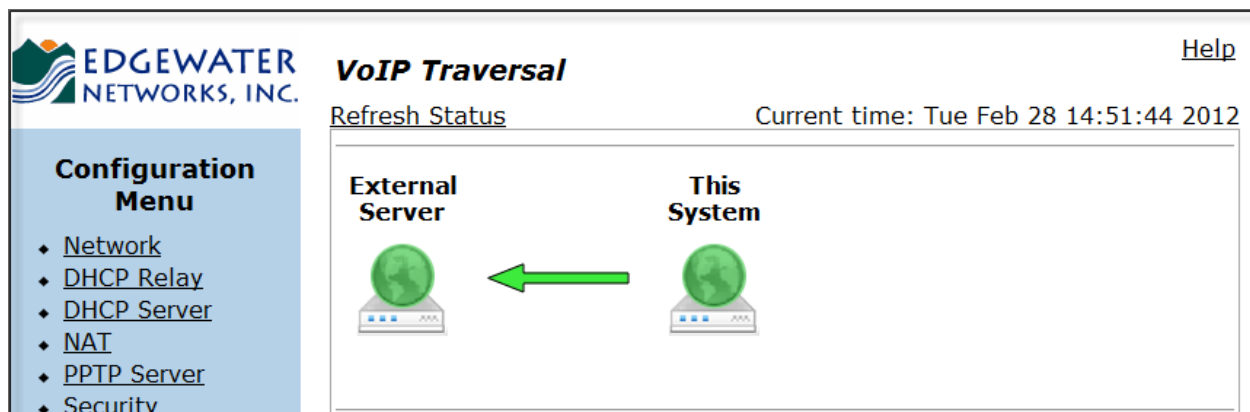 EDGEWATER
NETWORKS, INC.
Configuration
Menu
Network
DHCP Relay
DHCP Server
NAT
PPTP Server
Security
Help
VoIP Traversal
Refresh Status Current time: Tue Feb 28 14:51:44 2012
External
Server
This
System